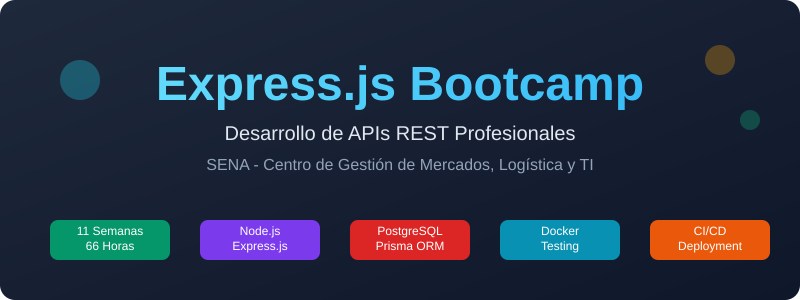 Express.js Bootcamp
Desarrollo de APIs REST Profesionales
SENA - Centro de Gestión de Mercados, Logística y TI
11 Semanas
66 Horas
Node.js
Express.js
PostgreSQL
Prisma ORM
Docker
Testing
CI/CD
Deployment